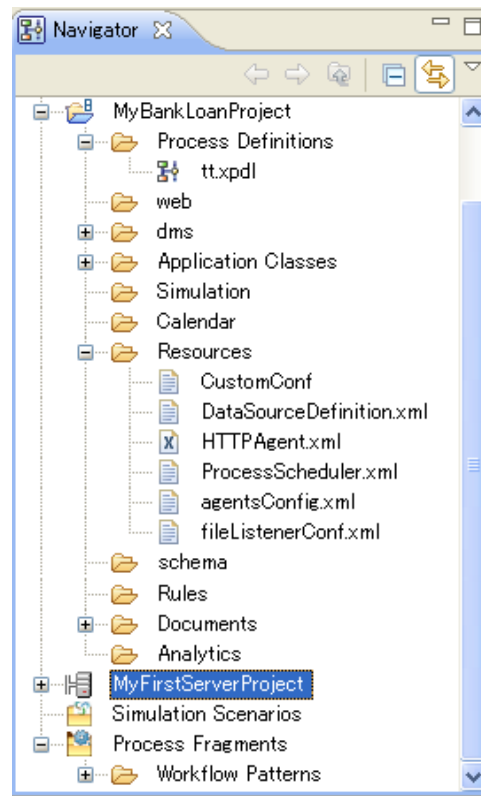 Navigator
MyBankLoanProject
Process Definitions
tt.xpdl
web
dms
Application Classes
Simulation
Calendar
Resources
CustomConf
DataSourceDefinition.xml
HTTPAgent.xml
ProcessScheduler.xml
agentsConfig.xml
fileListenerConf.xml
schema
Rules
Documents
Analytics
MyFirstServerProject
Simulation Scenarios
Process Fragments
Workflow Patterns